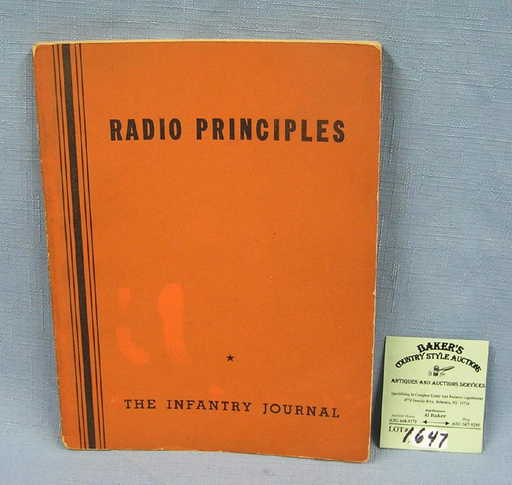 RADIO PRINCIPLES
THE INFANTRY JOURNAL
BAKER'S
COUNTRY STYLE AUCTIONS
ANTIQUES AND AUCTIONS SERVICES
Al Baker
LOT#
1647